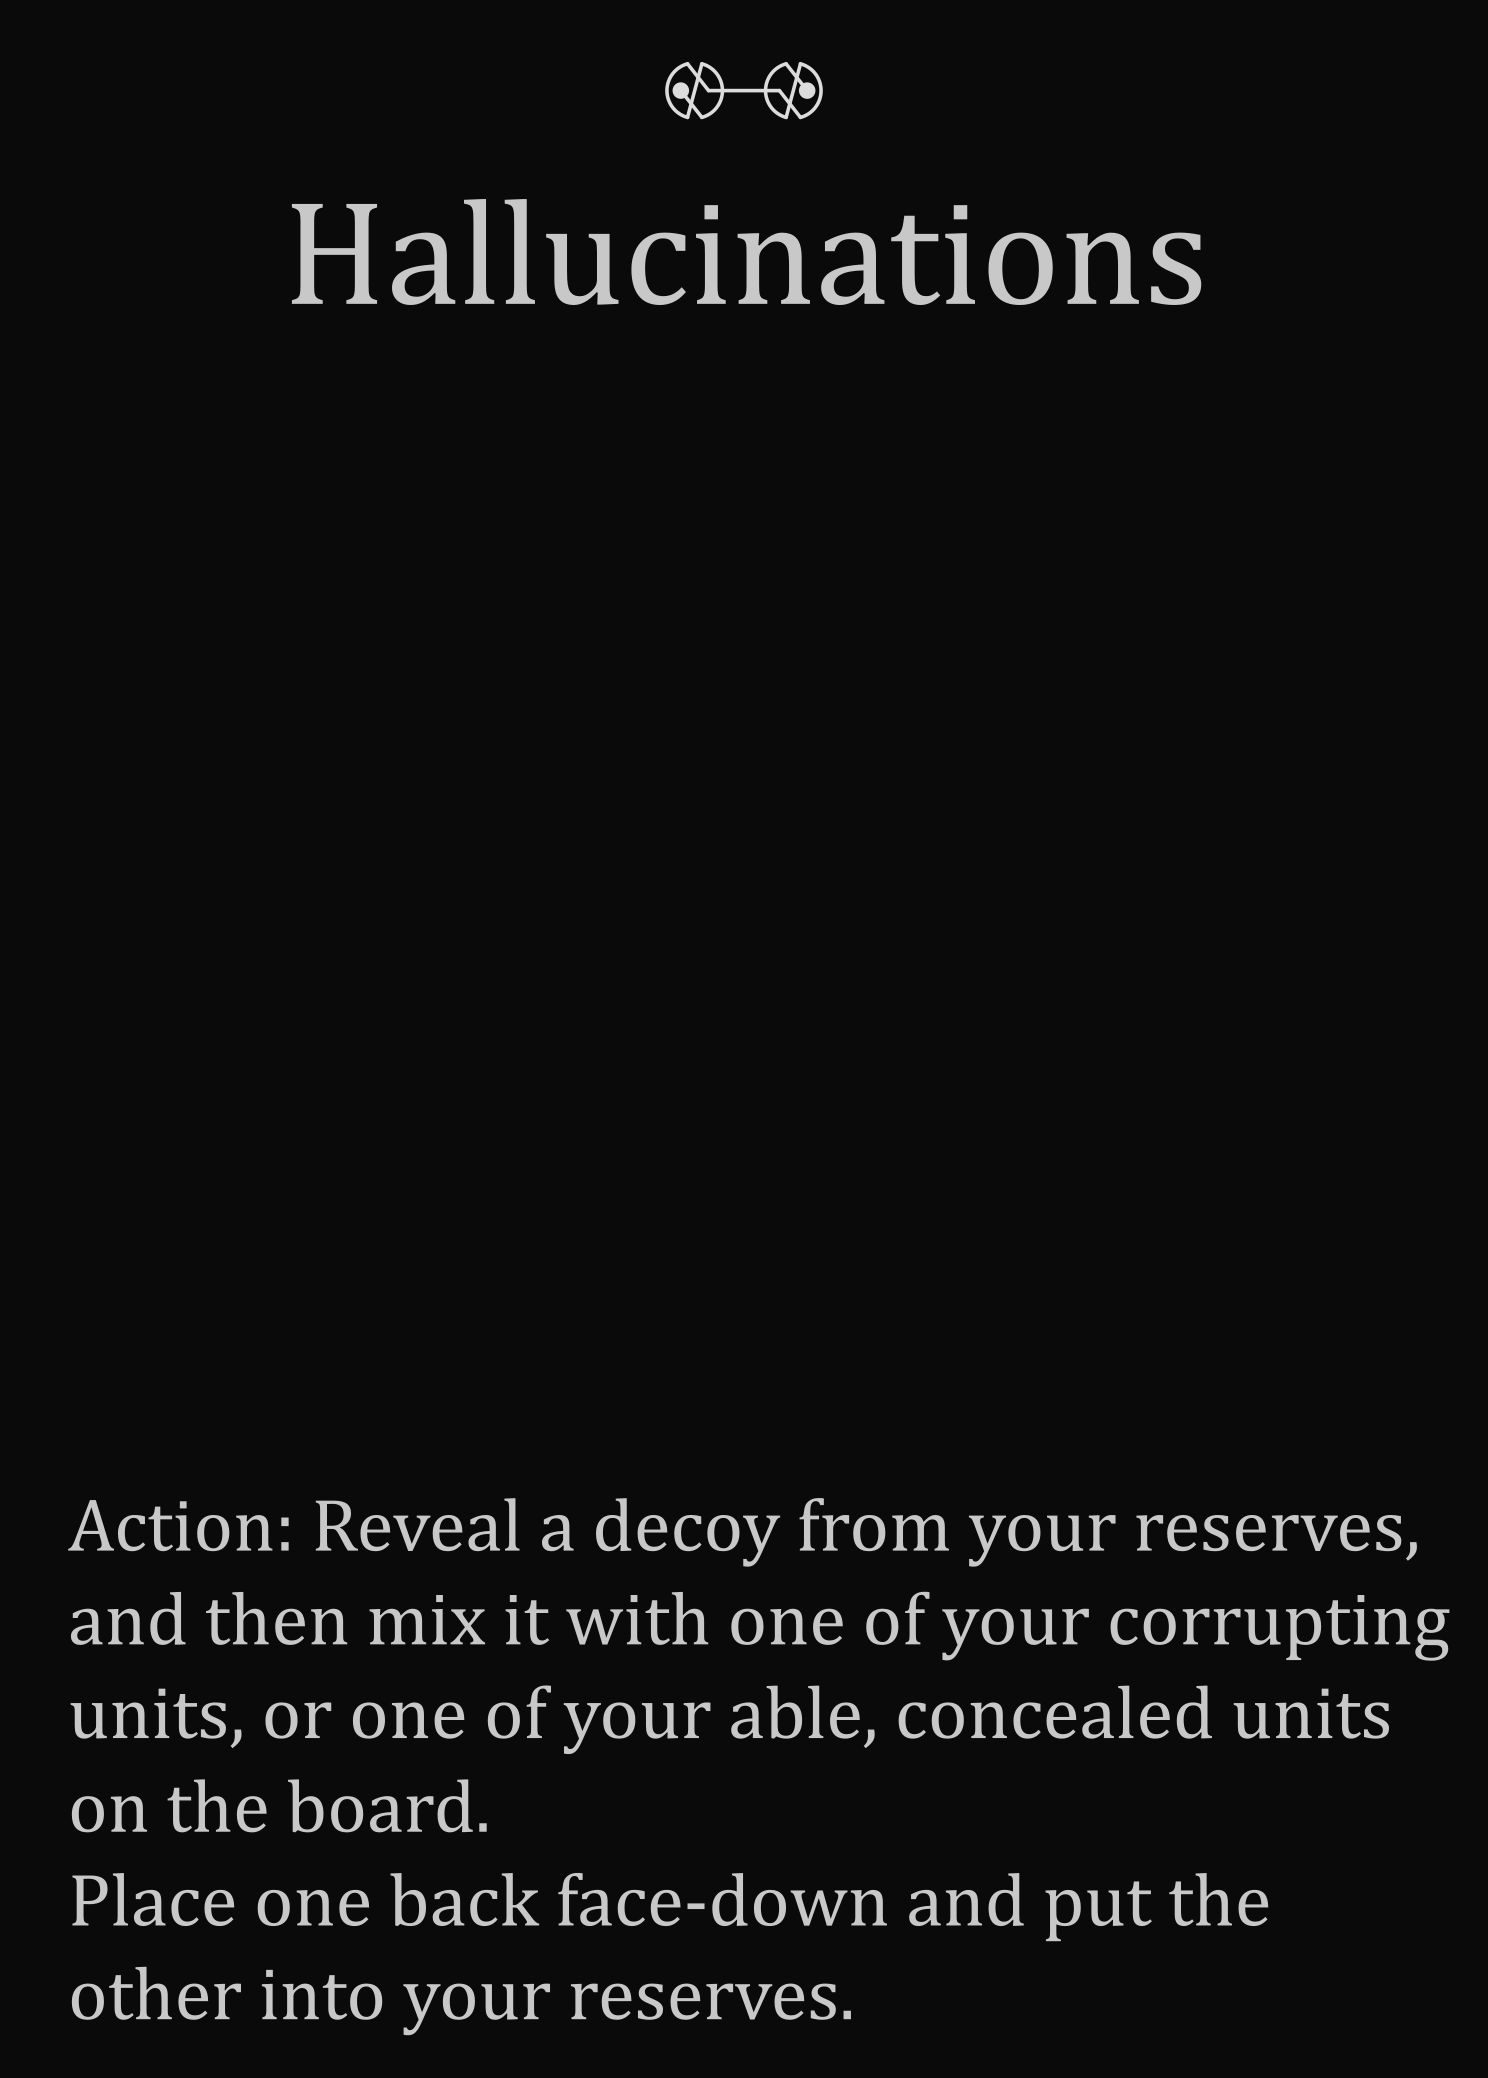 Hallucinations
Action: Reveal a decoy from your reserves,
and then mix it with one of your corrupting
units, or one of your able, concealed units
on the board.
Place one back face-down and put the
other into your reserves.